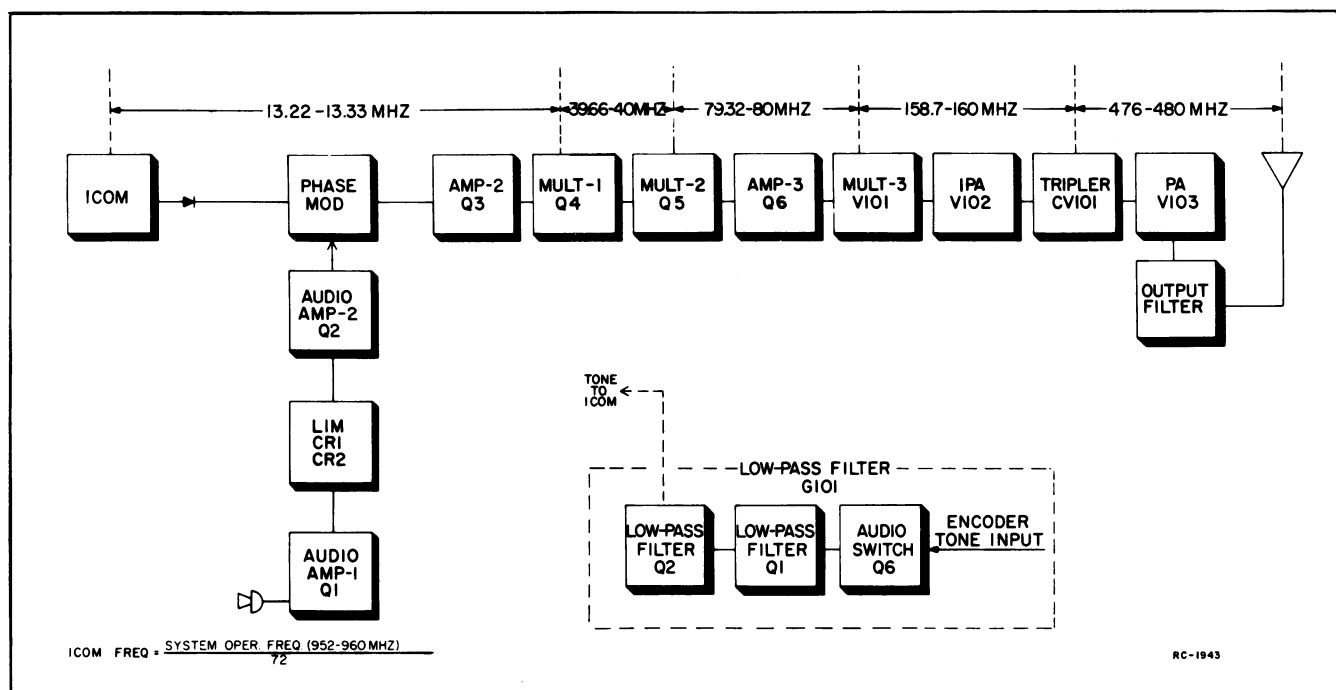 13.22-13.33 MHZ
39.66-40MHZ
79.32-80MHZ
158.7-160 MHZ
476-480 MHZ
ICOM
PHASE
MOD
AMP-2
Q3
MULT-1
Q4
MULT-2
Q5
AMP-3
Q6
MULT-3
V101
IPA
V102
TRIPLER
CV101
PA
V103
AUDIO
AMP-2
Q2
OUTPUT
FILTER
LIM
CR1
CR2
TONE
TO
ICOM
LOW-PASS FILTER
G101
AUDIO
AMP-1
Q1
LOW-PASS
FILTER
Q2
LOW-PASS
FILTER
Q1
AUDIO
SWITCH
Q6
ENCODER
TONE INPUT
ICOM FREQ = SYSTEM OPER. FREQ. (952-960 MHZ)
72
RC-1943